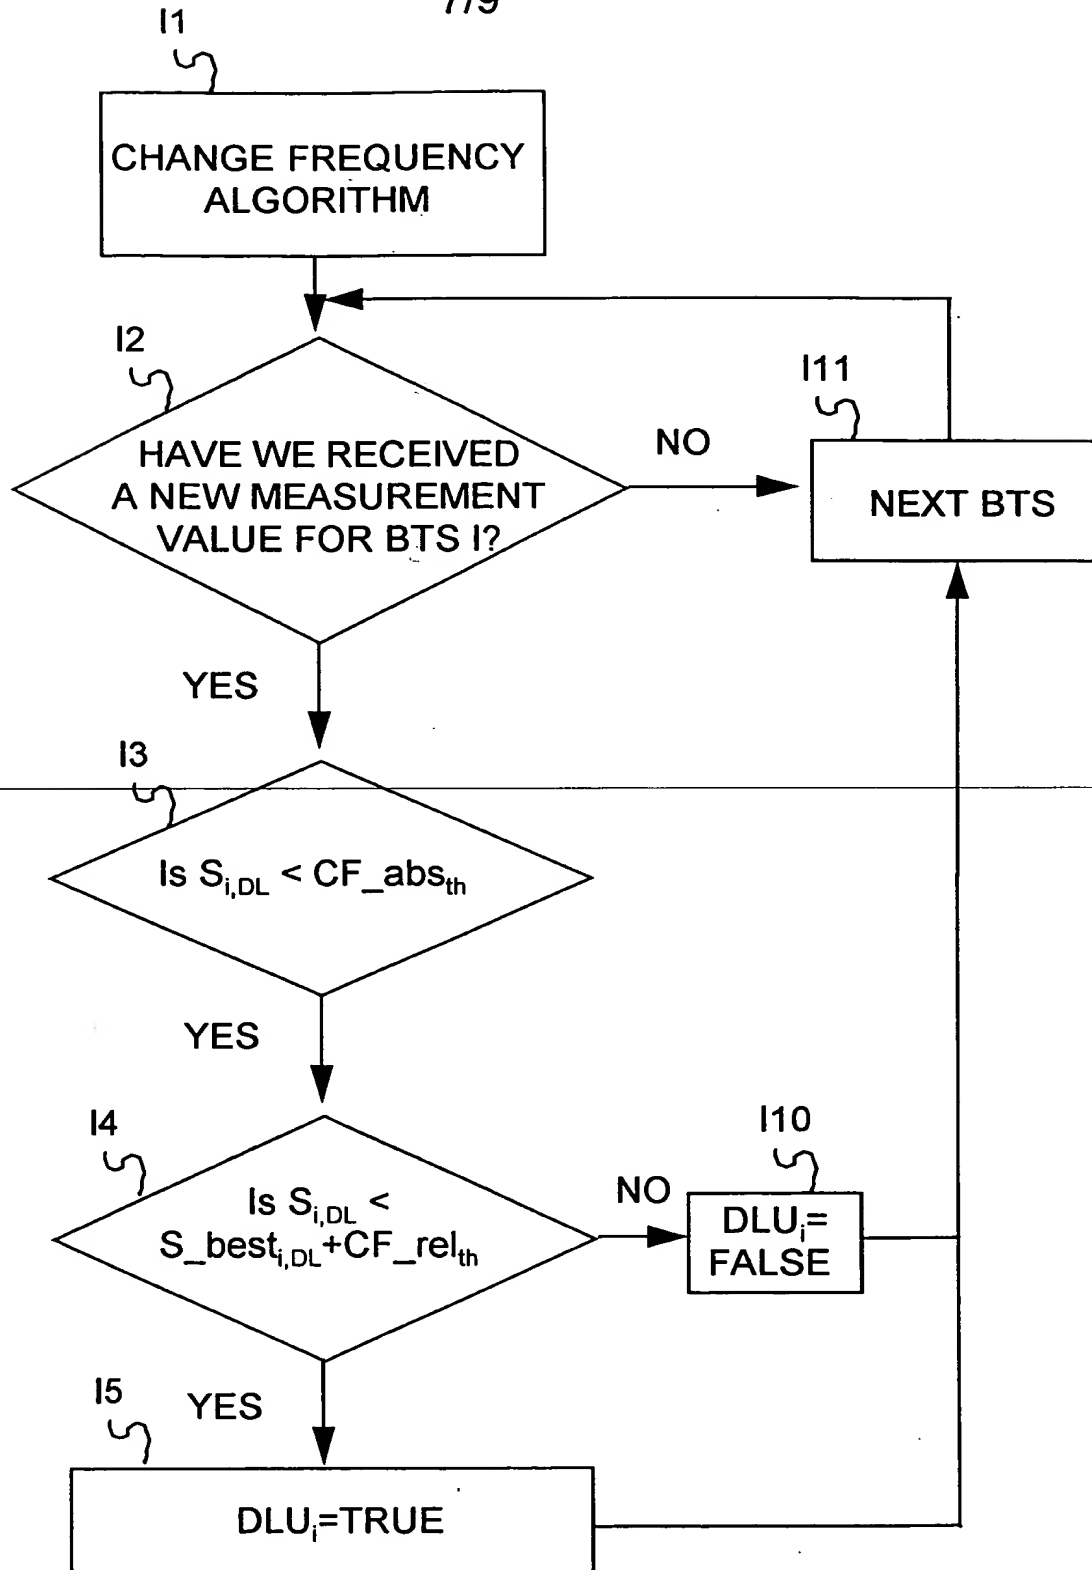 7/9
I1
CHANGE FREQUENCY
ALGORITHM
I2
HAVE WE RECEIVED
A NEW MEASUREMENT
VALUE FOR BTS I?
NO
I11
NEXT BTS
YES
I3
Is S_{i,DL} < CF_abs_{th}
YES
I4
Is S_{i,DL} <
S_best_{i,DL}+CF_rel_{th}
NO
I10
DLU_i=
FALSE
YES
I5
DLU_i=TRUE